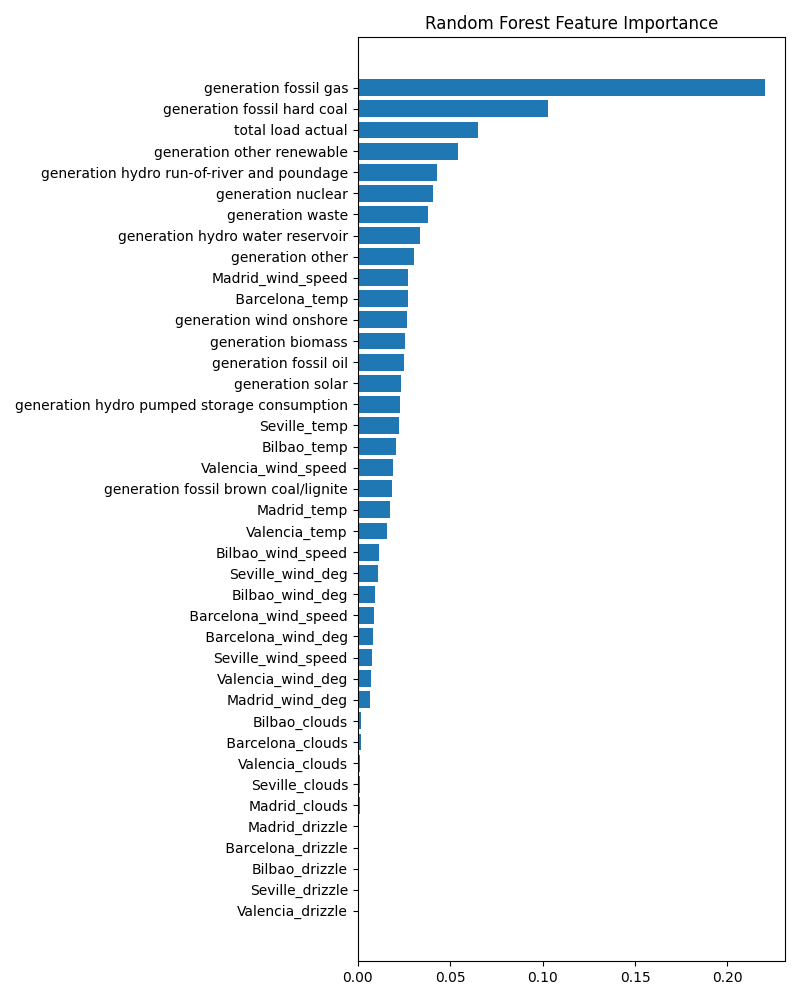 Random Forest Feature Importance
generation fossil gas
generation fossil hard coal
total load actual
generation other renewable
generation hydro run-of-river and poundage
generation nuclear
generation waste
generation hydro water reservoir
generation other
Madrid_wind_speed
Barcelona_temp
generation wind onshore
generation biomass
generation fossil oil
generation solar
generation hydro pumped storage consumption
Seville_temp
Bilbao_temp
Valencia_wind_speed
generation fossil brown coal/lignite
Madrid_temp
Valencia_temp
Bilbao_wind_speed
Seville_wind_deg
Bilbao_wind_deg
Barcelona_wind_speed
Barcelona_wind_deg
Seville_wind_speed
Valencia_wind_deg
Madrid_wind_deg
Bilbao_clouds
Barcelona_clouds
Valencia_clouds
Seville_clouds
Madrid_clouds
Madrid_drizzle
Barcelona_drizzle
Bilbao_drizzle
Seville_drizzle
Valencia_drizzle
0.00 0.05 0.10 0.15 0.20